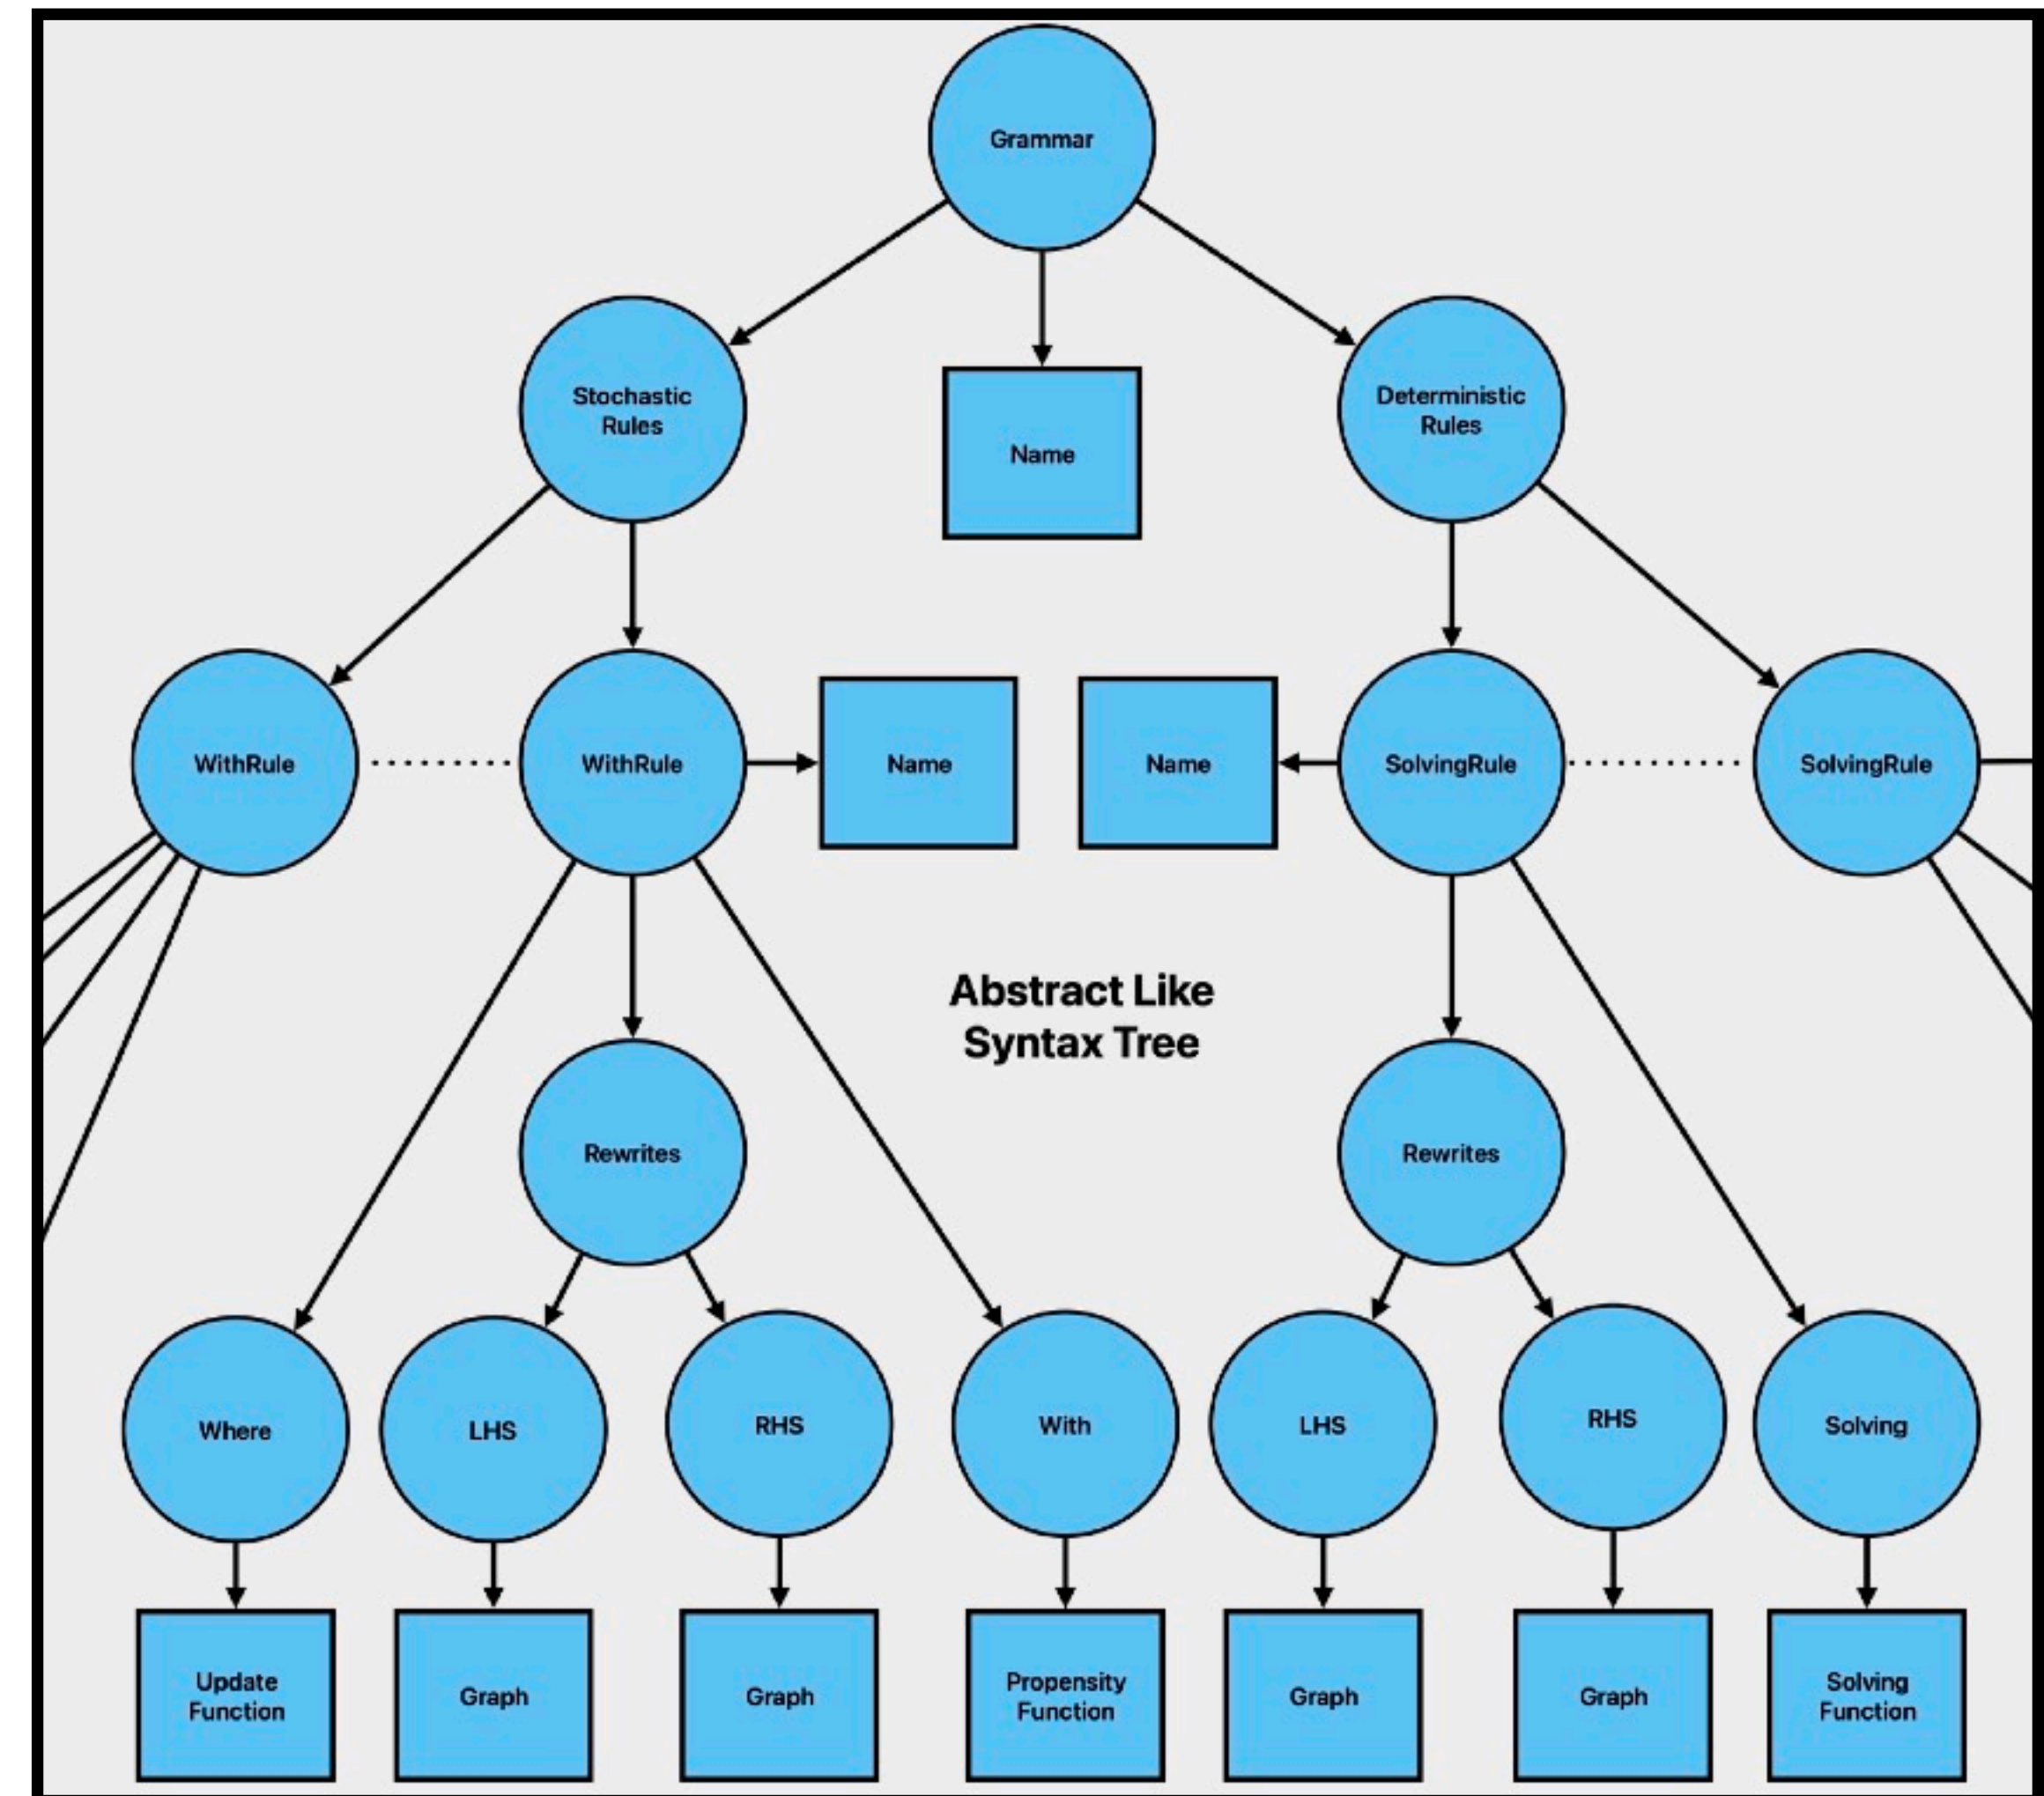 Grammar
Stochastic
Rules
Name
Deterministic
Rules
WithRule
WithRule
Name
Name
SolvingRule
SolvingRule
Abstract Like
Syntax Tree
Rewrites
Rewrites
Where
LHS
RHS
With
LHS
RHS
Solving
Update
Function
Graph
Graph
Propensity
Function
Graph
Graph
Solving
Function